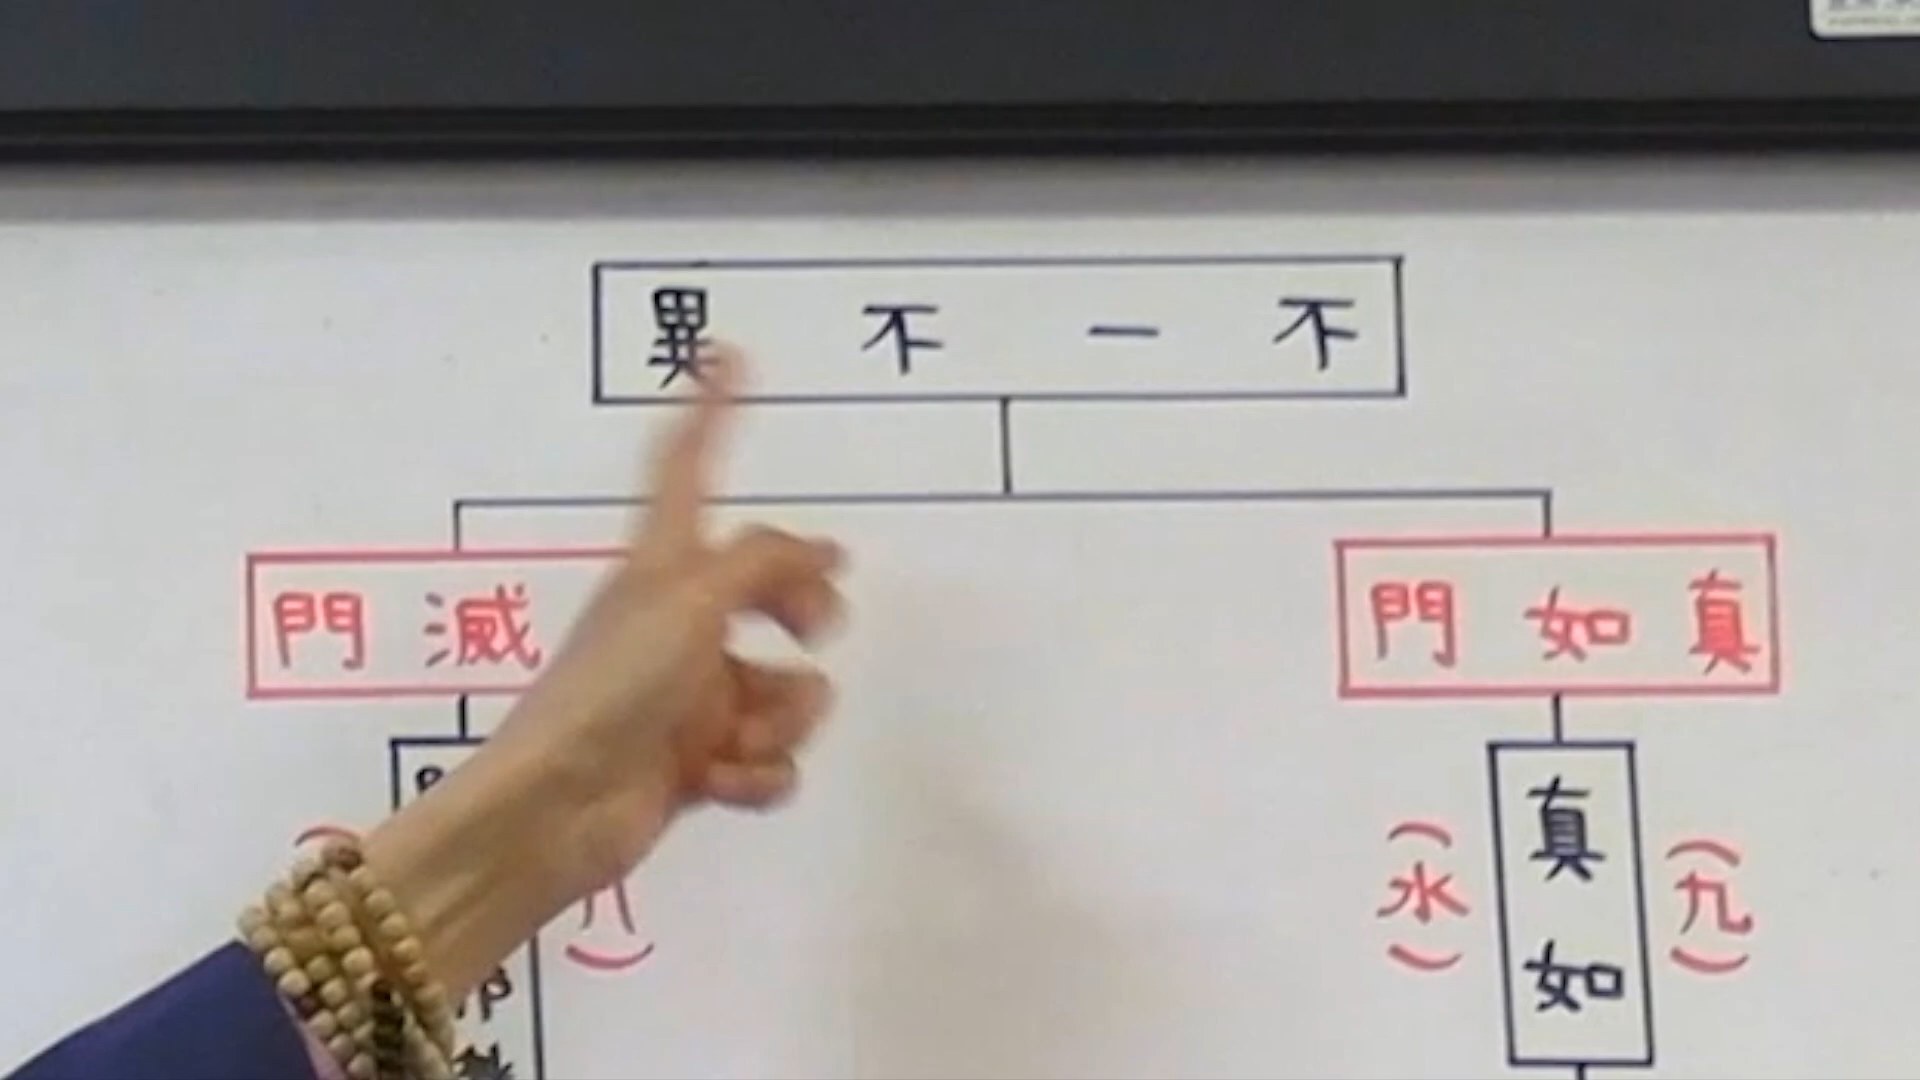 不一不異
真如門
滅門
(九)
真如
(水)